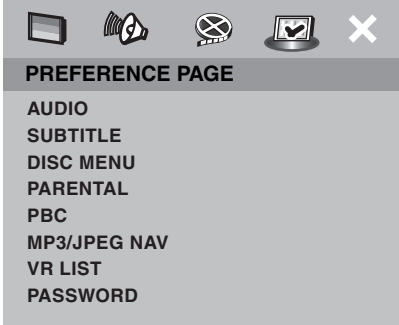 PREFERENCE PAGE
AUDIO
SUBTITLE
DISC MENU
PARENTAL
PBC
MP3/JPEG NAV
VR LIST
PASSWORD